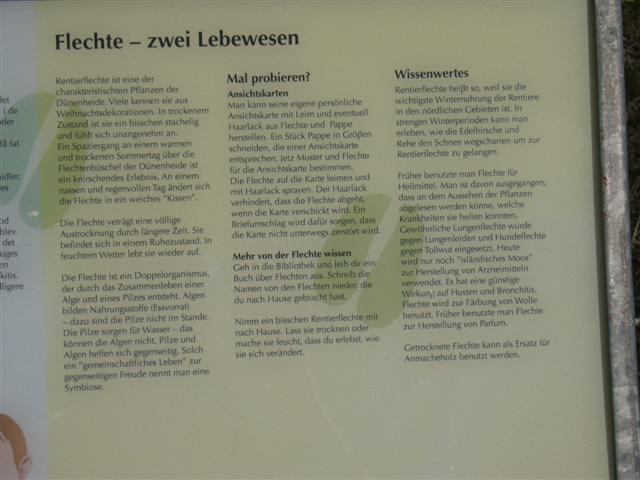 Flechte – zwei Lebewesen
Rentierflechte ist eine der
charakteristischten Pflanzen der
Dünenheide. Viele kennen sie aus
Weihnachtsdekorationen. In trockenem
Zustand ist sie ein bisschen stachelig
und fühlt sich unangenehm an.
Ein Spaziergang an einem warmen
und trockenen Sommertag über die
Flechtenbüschel der Dünenheide ist
ein knirschendes Erlebnis. An einem
nassen und regenvollen Tag ändert sich
die Flechte in ein weiches "Kissen".
Die Flechte veträgt eine völlige
Austrocknung durch längere Zeit. Sie
befindet sich in einem Ruhezustand. In
feuchtem Wetter lebt sie wieder auf.
Die Flechte ist ein Doppelorganismus,
der durch das Zusammenleben einer
Alge und eines Pilzes entsteht. Algen
bilden Nahrungsstoffe (Essvorrat)
– dazu sind die Pilze nicht im Stande.
Die Pilze sorgen für Wasser – das
können die Algen nicht. Pilze und
Algen helfen sich gegenseitig. Solch
ein "gemeinschaftliches Leben" zur
gegenseitigen Freude nennt man eine
Symbiose.
Mal probieren?
Ansichtskarten
Man kann seine eigene persönliche
Ansichtskarte mit Leim und eventuell
Haarlack aus Flechte und Pappe
herstellen. Ein Stück Pappe in Größen
schneiden, die einer Ansichtskarte
entsprechen. Jetz Muster und Flechte
für die Ansichtskarte bestimmen.
Die Flechte auf die Karte leimen und
mit Haarlack sprayen. Der Haarlack
verhindert, dass die Flechte abgeht,
wenn die Karte verschickt wird. Ein
Briefumschlag wird dafür sorgen, dass
die Karte nicht unterwegs zerstört wird.
Mehr von der Flechte wissen
Geh in die Bibliothek und leih dir ein
Buch über Flechten aus. Schreib die
Namen von den Flechten nieder, die
du nach Hause gebracht hast.
Nimm ein bisschen Rentierflechte mit
nach Hause. Lass sie trocknen oder
mache sie feucht, dass du erlebst, wie
sie sich verändert.
Wissenwertes
Rentierflechte heißt so, weil sie die
wichtigste Winternahrung der Rentiere
in den nördlichen Gebieten ist. In
strengen Winterperioden kann man
erleben, wie die Edelhirsche und
Rehe den Schnee wegscharren um zur
Rentierflechte zu gelangen.
Früher benutzte man Flechte für
Heilmittel. Man ist davon ausgegangen,
dass an dem Aussehen der Pflanzen
abgelesen werden könne, welche
Krankheiten sie heilen konnten.
Gewöhnliche Lungenflechte wurde
gegen Lungenleiden und Hundeflechte
gegen Tollwut eingesetzt. Heute
wird nur noch "isländisches Moos"
zur Herstellung von Arzneimitteln
verwendet. Es hat eine günstige
auf Husten und Bronchitis.
Flechte wird zur Färbung von Wolle
benutzt. Früher benutzte man Flechte
zur Herstellung von Parfum.
Getrocknete Flechte kann als Ersatz für
Anmacheholz benutzt werden.